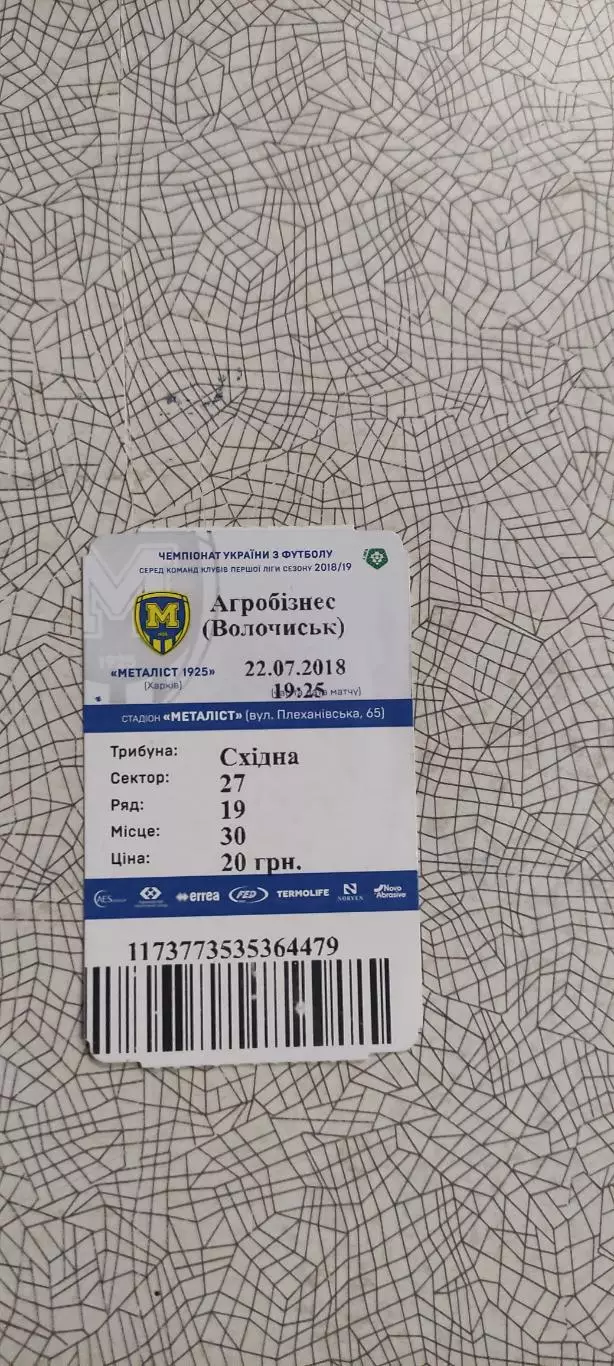 ЧЕМПІОНАТ УКРАЇНИ З ФУТБОЛУ
СЕРЕД КОМАНД КЛУБІВ ПЕРШОЇ ЛІГИ СЕЗОНУ 2018/19
М
Агробізнес
(Волочиськ)
«МЕТАЛІСТ 1925»
(Харків)
22.07.2018
19:25
матчу)
СТАДІОН «МЕТАЛІСТ» (вул. Плеханівська, 65)
Трибуна: Східна
Сектор: 27
Ряд: 19
Місце: 30
Ціна: 20 грн.
AES errea FED TERMOLIFE NORVEN Novo Abrasive
1173773535364479